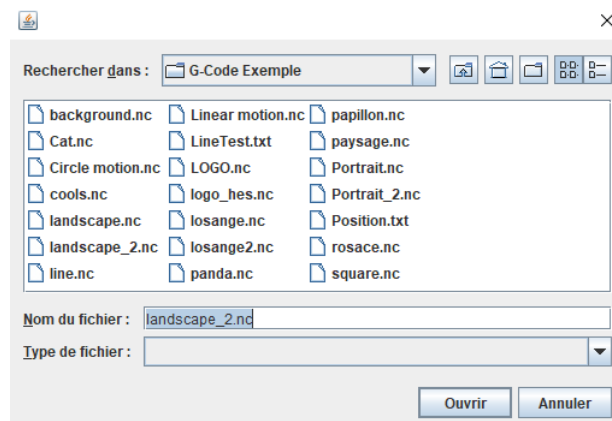 Rechercher dans : G-Code Exemple
background.nc Linear motion.nc papillon.nc
Cat.nc LineTest.txt paysage.nc
Circle motion.nc LOGO.nc Portrait.nc
cools.nc logo_hes.nc Portrait_2.nc
landscape.nc losange.nc Position.txt
landscape_2.nc losange2.nc rosace.nc
line.nc panda.nc square.nc
Nom du fichier : landscape_2.nc
Type de fichier :
Ouvrir Annuler